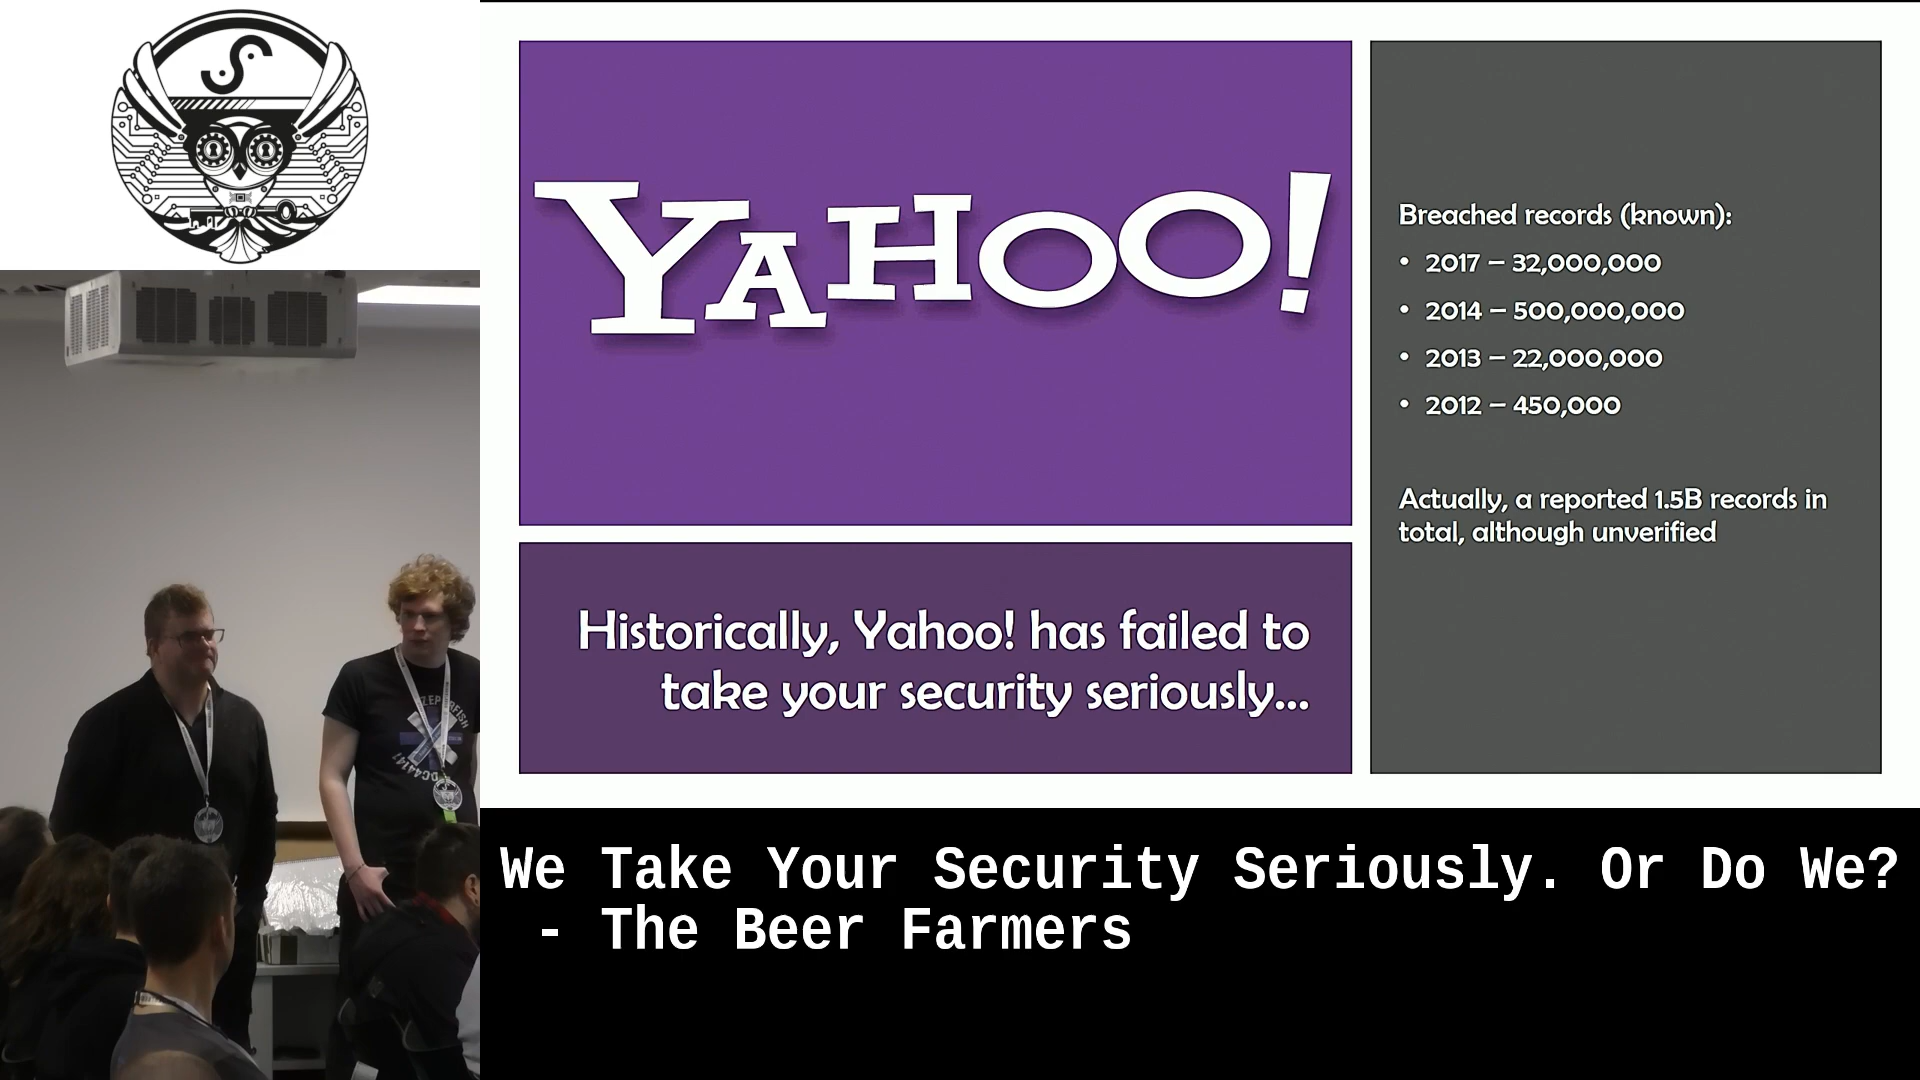 YAHOO!
Historically, Yahoo! has failed to
take your security seriously...
Breached records (known):
• 2017 – 32,000,000
• 2014 – 500,000,000
• 2013 – 22,000,000
• 2012 – 450,000
Actually, a reported 1.5B records in
total, although unverified
DC44141
We Take Your Security Seriously. Or Do We?
- The Beer Farmers